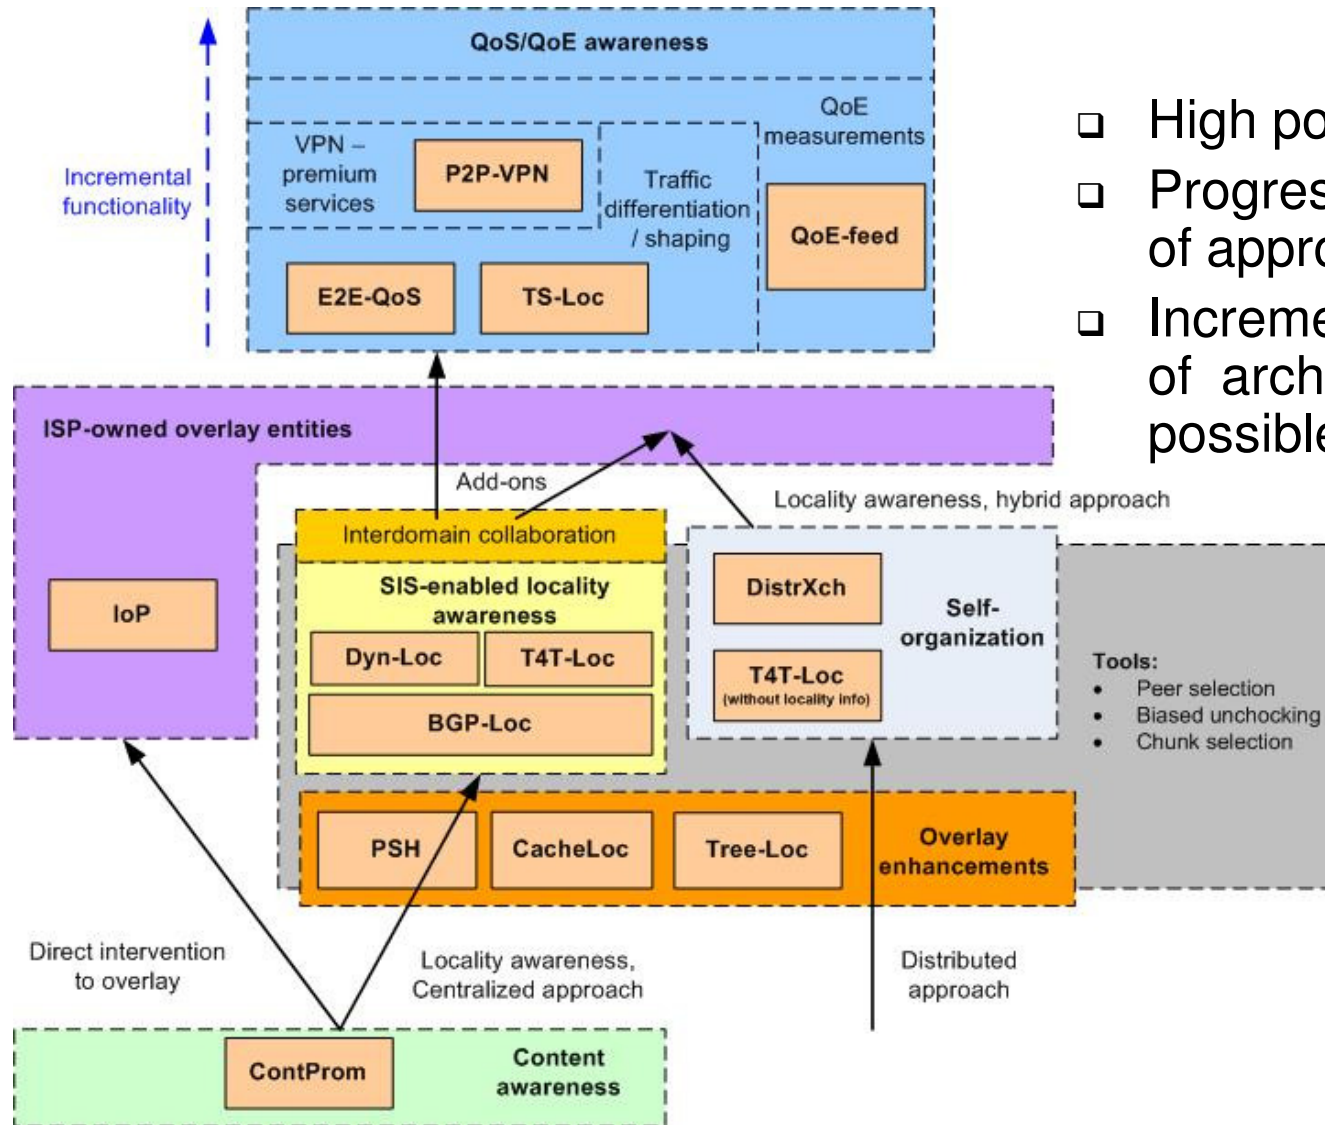 QoS/QoE awareness
Incremental
functionality
VPN –
premium
services
P2P-VPN
Traffic
differentiation
/ shaping
QoE
measurements
QoE-feed
E2E-QoS
TS-Loc
❑ High po
❑ Progres
of appro
❑ Increme
of arch
possible
ISP-owned overlay entities
Add-ons
Locality awareness, hybrid approach
IoP
Interdomain collaboration
SIS-enabled locality
awareness
Dyn-Loc
T4T-Loc
BGP-Loc
DistrXch
Self-
organization
T4T-Loc
(without locality info)
Tools:
• Peer selection
• Biased unchocking
• Chunk selection
PSH
CacheLoc
Tree-Loc
Overlay
enhancements
Direct intervention
to overlay
Locality awareness,
Centralized approach
Distributed
approach
ContProm
Content
awareness